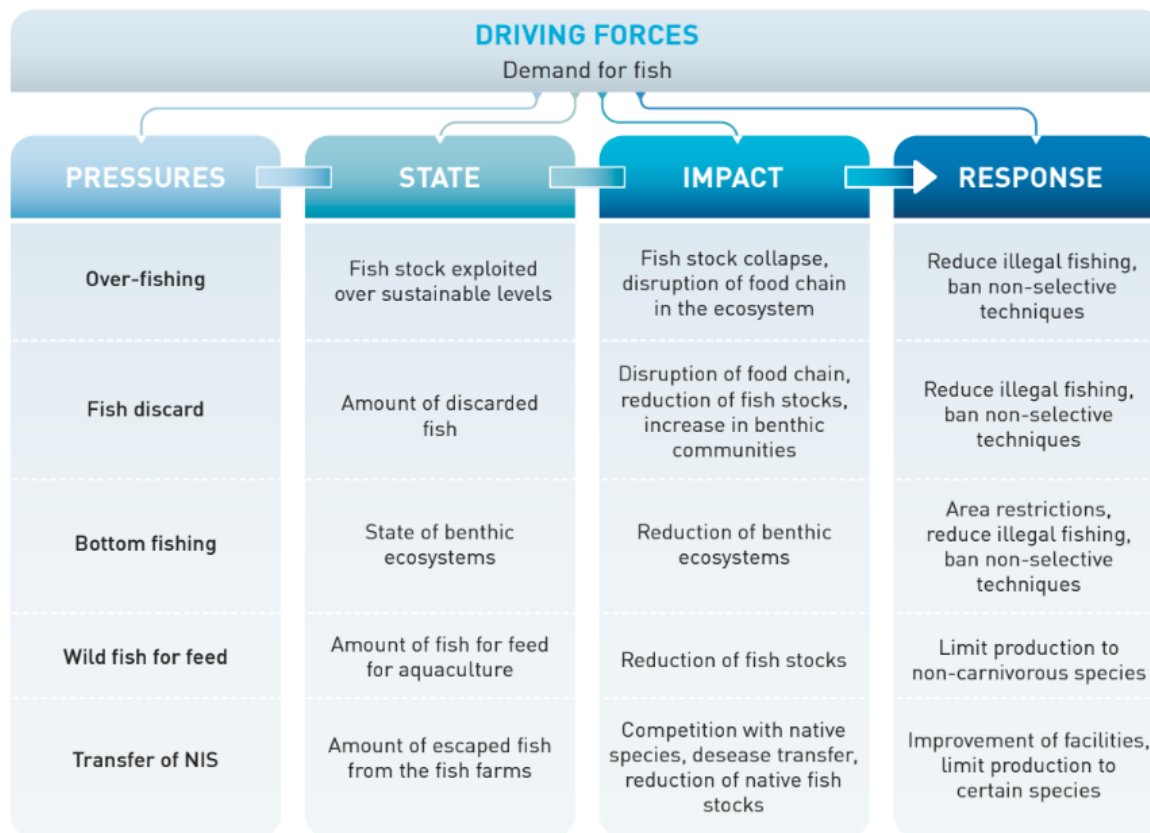 DRIVING FORCES
Demand for fish
PRESSURES
STATE
IMPACT
RESPONSE
Over-fishing
Fish stock exploited
over sustainable levels
Fish stock collapse,
disruption of food chain
in the ecosystem
Reduce illegal fishing,
ban non-selective
techniques
Fish discard
Amount of discarded
fish
Disruption of food chain,
reduction of fish stocks,
increase in benthic
communities
Reduce illegal fishing,
ban non-selective
techniques
Bottom fishing
State of benthic
ecosystems
Reduction of benthic
ecosystems
Area restrictions,
reduce illegal fishing,
ban non-selective
techniques
Wild fish for feed
Amount of fish for feed
for aquaculture
Reduction of fish stocks
Limit production to
non-carnivorous species
Transfer of NIS
Amount of escaped fish
from the fish farms
Competition with native
species, desease transfer,
reduction of native fish
stocks
Improvement of facilities,
limit production to
certain species